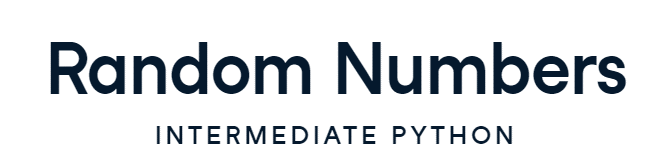 Random Numbers
INTERMEDIATE PYTHON